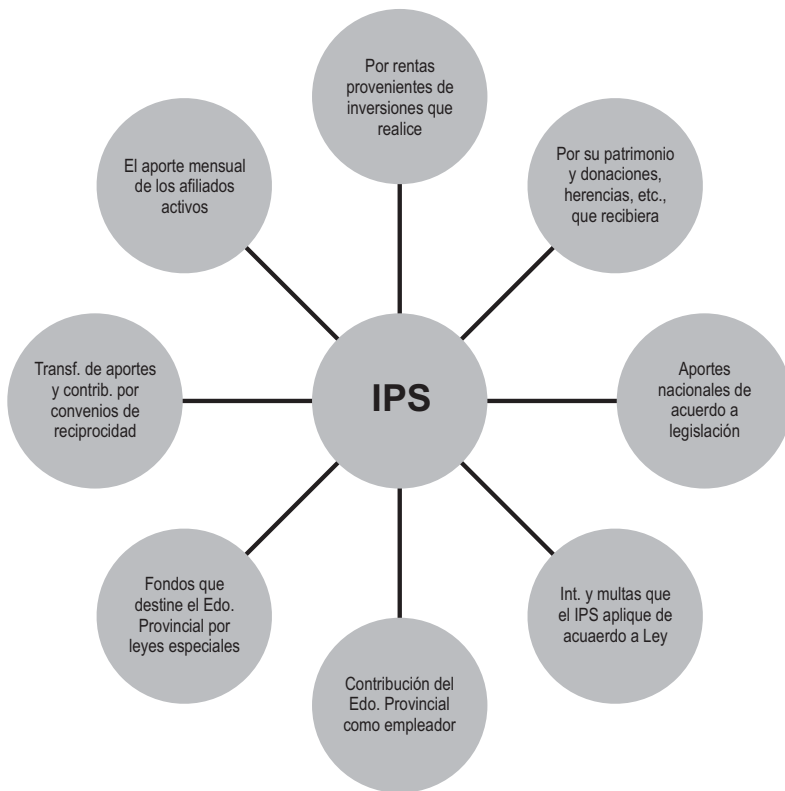 Por rentas
provenientes de
inversiones que
realice
El aporte mensual
de los afiliados
activos
Por su patrimonio
y donaciones,
herencias, etc.,
que recibiera
Transf. de aportes
y contrib. por
convenios de
reciprocidad
IPS
Aportes
nacionales de
acuerdo a
legislación
Fondos que
destine el Edo.
Provincial por
leyes especiales
Int. y multas que
el IPS aplique de
acuaerdo a Ley
Contribución del
Edo. Provincial
como empleador